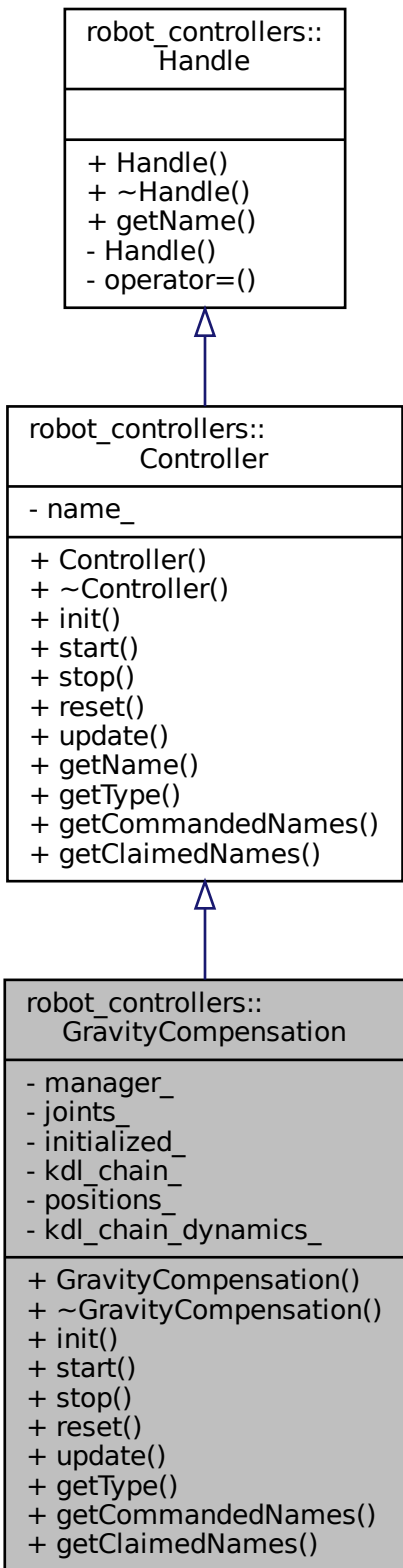 robot_controllers::
Handle
+ Handle()
+ ~Handle()
+ getName()
- Handle()
- operator=()
robot_controllers::
Controller
- name_
+ Controller()
+ ~Controller()
+ init()
+ start()
+ stop()
+ reset()
+ update()
+ getName()
+ getType()
+ getCommandedNames()
+ getClaimedNames()
robot_controllers::
GravityCompensation
- manager_
- joints_
- initialized_
- kdl_chain_
- positions_
- kdl_chain_dynamics_
+ GravityCompensation()
+ ~GravityCompensation()
+ init()
+ start()
+ stop()
+ reset()
+ update()
+ getType()
+ getCommandedNames()
+ getClaimedNames()